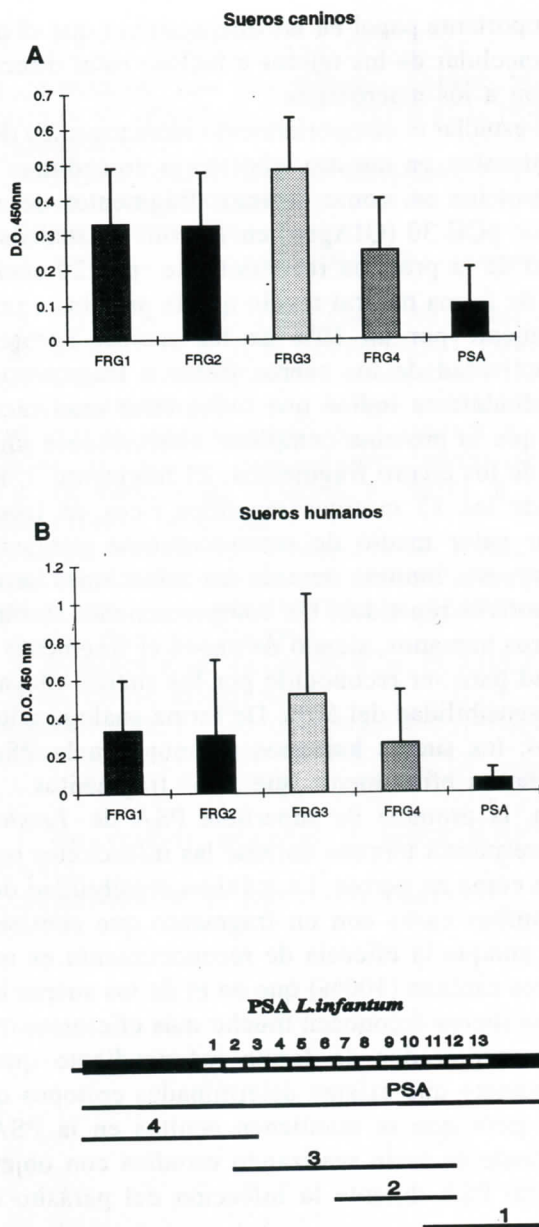 Sueros caninos
A
D.O. 450nm
0.7
0.6
0.5
0.4
0.3
0.2
0.1
0
FRG1 FRG2 FRG3 FRG4 PSA
Sueros humanos
B
D.O. 450 nm
1.2
1
0.8
0.6
0.4
0.2
0
FRG1 FRG2 FRG3 FRG4 PSA
PSA L.infantum
1 2 3 4 5 6 7 8 9 10 11 12 13
PSA
4
3
2
1